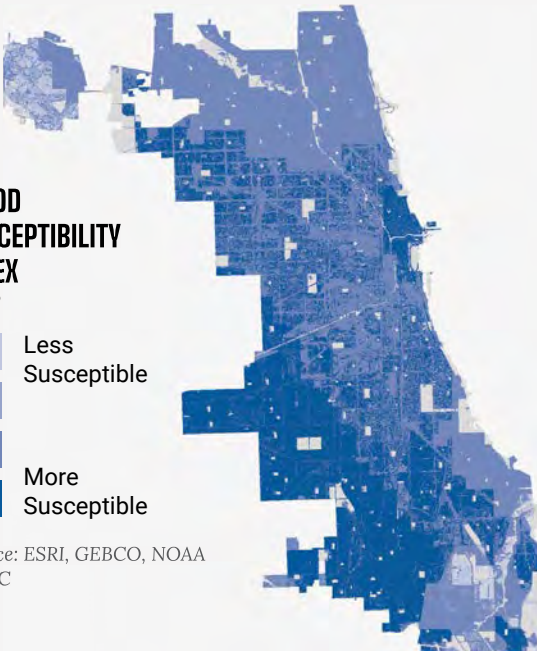 OD
CEPTIBILITY
EX
Less
Susceptible
More
Susceptible
ce: ESRI, GEBCO, NOAA
C